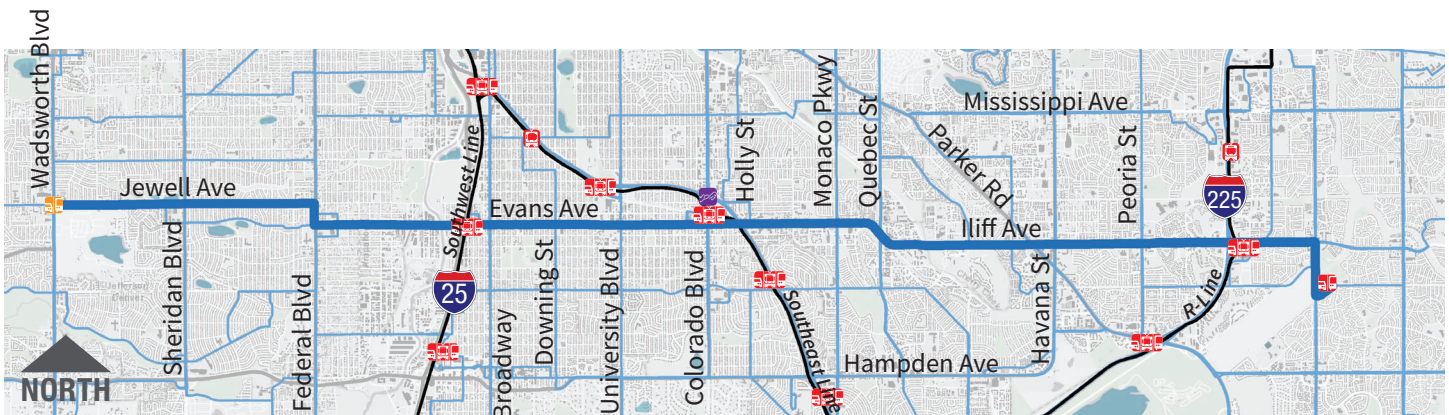 Wadsworth Blvd
Jewell Ave
Sheridan Blvd
Federal Blvd
Southwest Line
25
Evans Ave
Broadway
Downing St
University Blvd
Colorado Blvd
Holly St
Southeast Line
Monaco Pkwy
Quebec St
Mississippi Ave
Parker Rd
Peoria St
225
Iliff Ave
Havana St
R-Line
Hampden Ave
NORTH